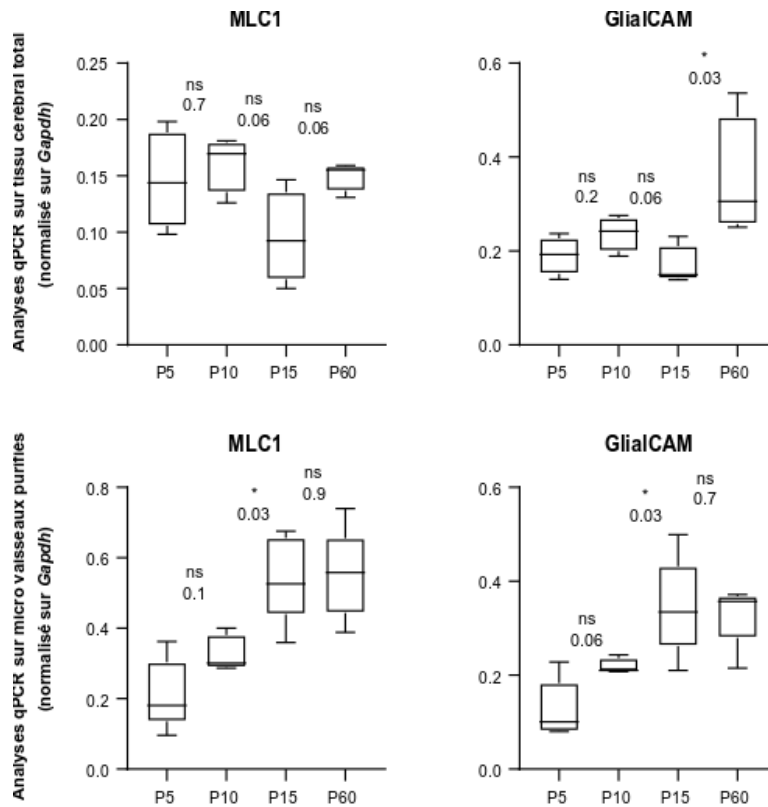 MLC1
Analyses qPCR sur tissu cérébral total
(normalisé sur Gapdh)
0.25
0.20
0.15
0.10
0.05
0.00
ns
0.7
ns
0.06
ns
0.06
P5 P10 P15 P60
GlialCAM
0.6
0.4
0.2
0.0
ns
0.2
ns
0.06
*
0.03
P5 P10 P15 P60
MLC1
Analyses qPCR sur micro vaisseaux purifiés
(normalisé sur Gapdh)
0.8
0.6
0.4
0.2
0.0
ns
0.1
*
0.03
ns
0.9
P5 P10 P15 P60
GlialCAM
0.6
0.4
0.2
0.0
ns
0.06
*
0.03
ns
0.7
P5 P10 P15 P60